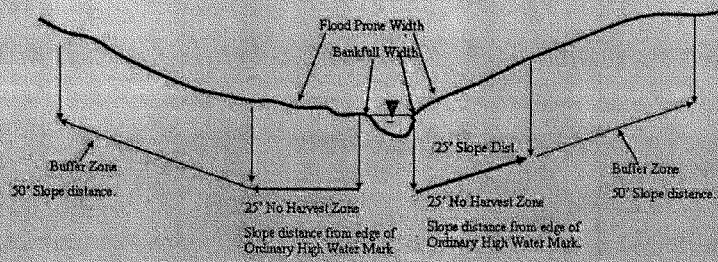 Flood Prone Width
Bankfull Width
25' Slope Dist.
Buffer Zone
50' Slope distance.
25' No Harvest Zone
Slope distance from edge of
Ordinary High Water Mark
25' No Harvest Zone
Slope distance from edge of
Ordinary High Water Mark.
Buffer Zone
50' Slope distance.